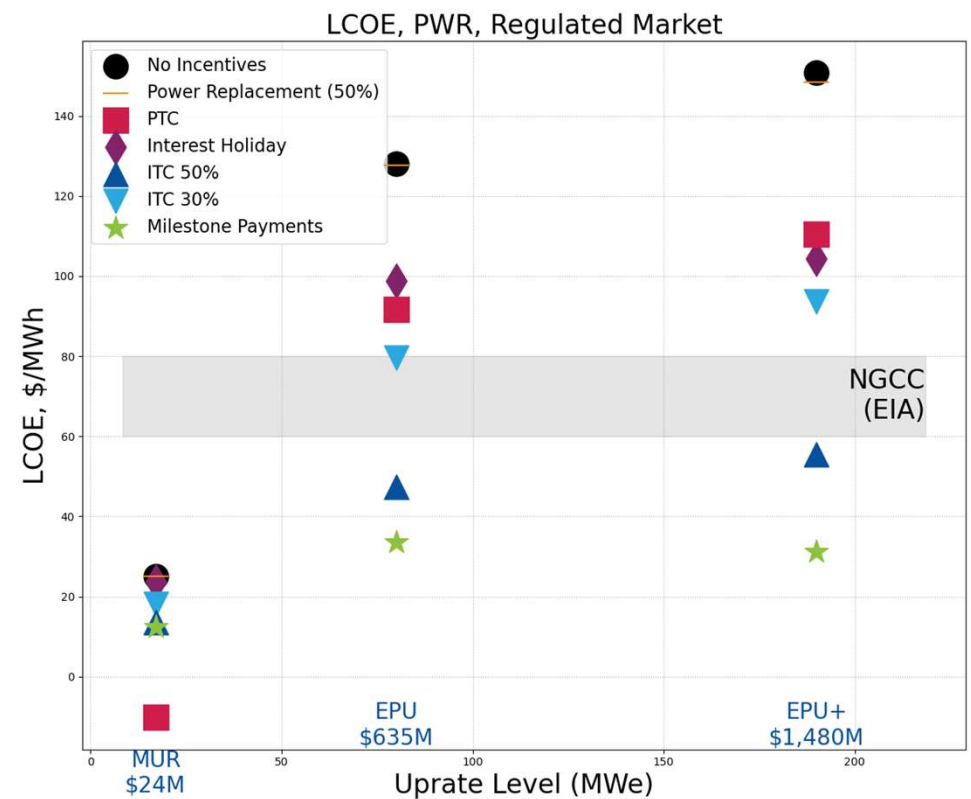 LCOE, PWR, Regulated Market
No Incentives
Power Replacement (50%)
PTC
Interest Holiday
ITC 50%
ITC 30%
Milestone Payments
LCOE, $/MWh
140
120
100
80
60
40
20
0
NGCC
(EIA)
EPU
$635M
EPU+
$1,480M
MUR
$24M
0
50
100
150
200
Uprate Level (MWe)